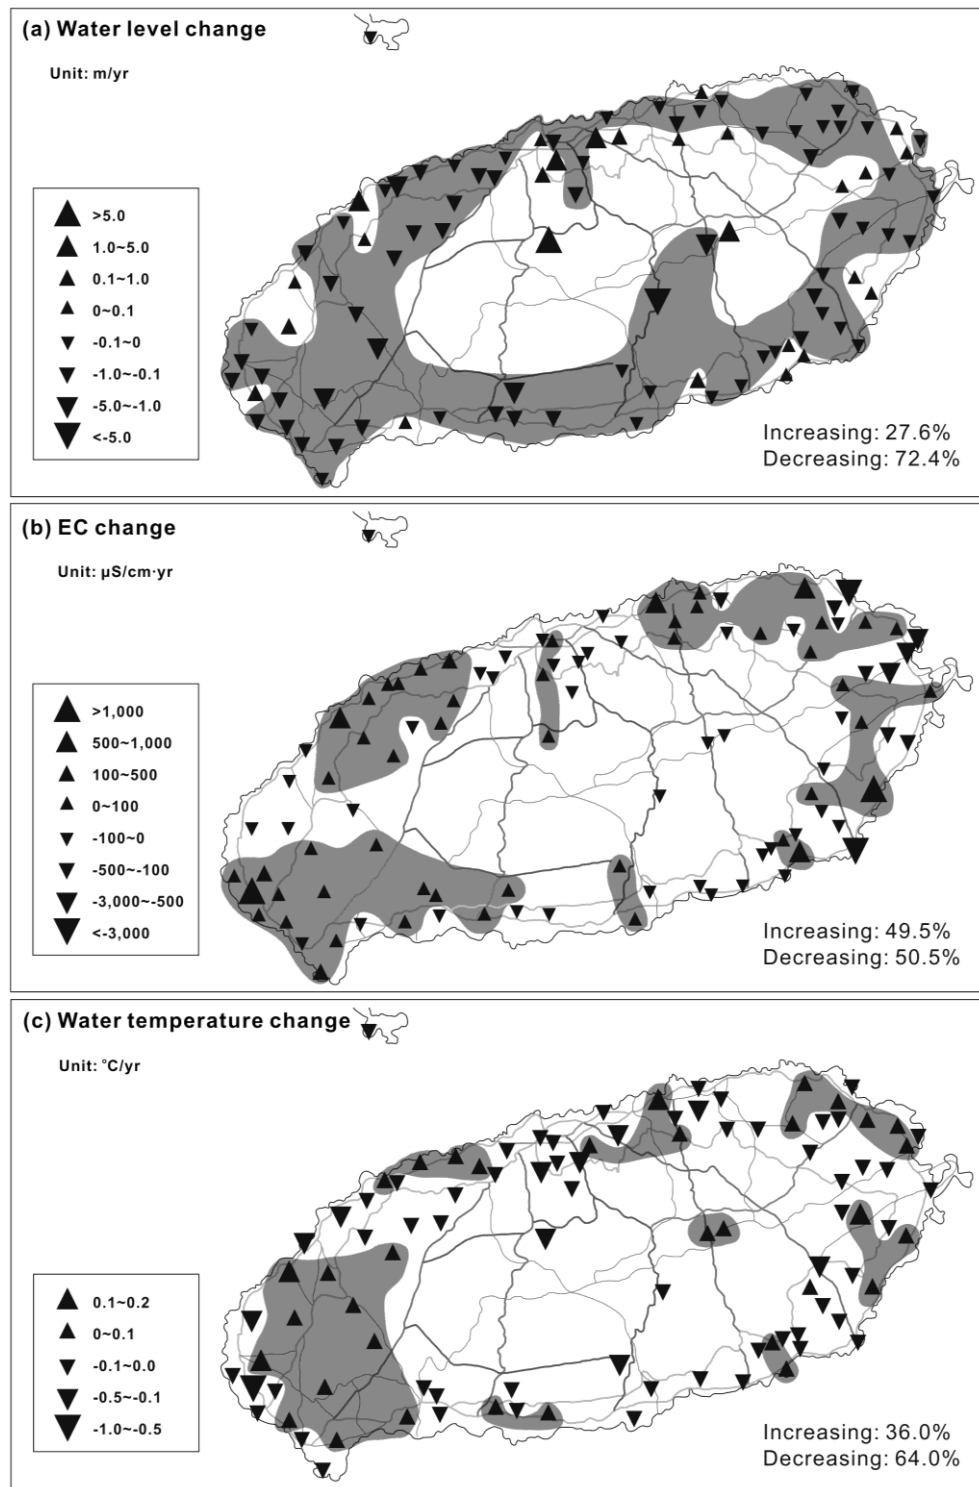 (a) Water level change
Unit: m/yr
>5.0
1.0~5.0
0.1~1.0
0~0.1
-0.1~0
-1.0~-0.1
-5.0~-1.0
<-5.0
Increasing: 27.6%
Decreasing: 72.4%
(b) EC change
Unit: µS/cm·yr
>1,000
500~1,000
100~500
0~100
-100~0
-500~-100
-3,000~-500
<-3,000
Increasing: 49.5%
Decreasing: 50.5%
(c) Water temperature change
Unit: °C/yr
0.1~0.2
0~0.1
-0.1~0.0
-0.5~-0.1
-1.0~-0.5
Increasing: 36.0%
Decreasing: 64.0%